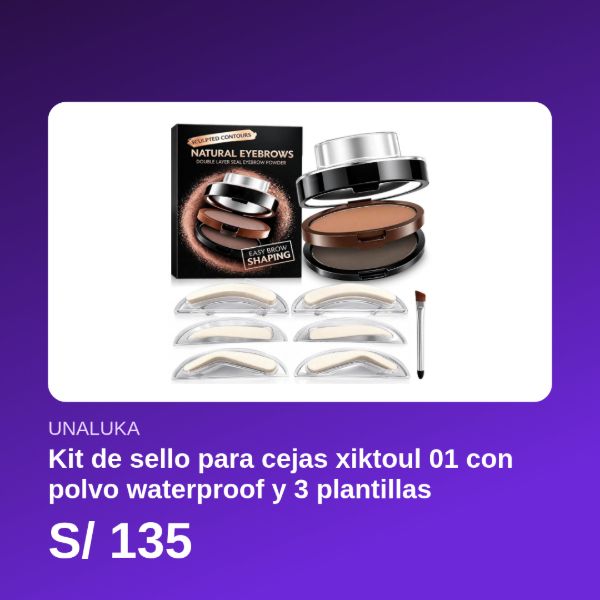 SCULPTED CONTOURS
NATURAL EYEBROWS
DOUBLE LAYER SEAL EYEBROW POWDER
EASY BROW
SHAPING
UNALUKA
Kit de sello para cejas xiktoul 01 con
polvo waterproof y 3 plantillas
S/ 135